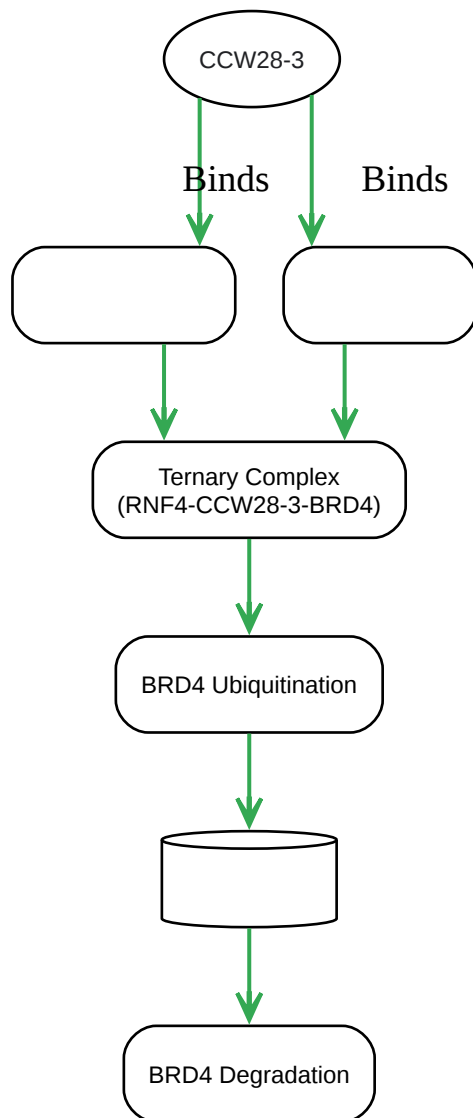 CCW28-3
Binds
Binds
Ternary Complex
(RNF4-CCW28-3-BRD4)
BRD4 Ubiquitination
BRD4 Degradation